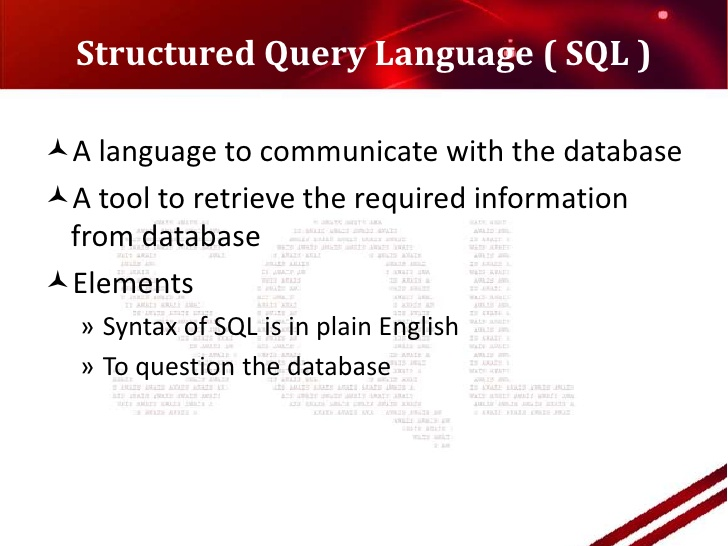 Structured Query Language ( SQL )
A language to communicate with the database
A tool to retrieve the required information
from database
Elements
» Syntax of SQL is in plain English
» To question the database